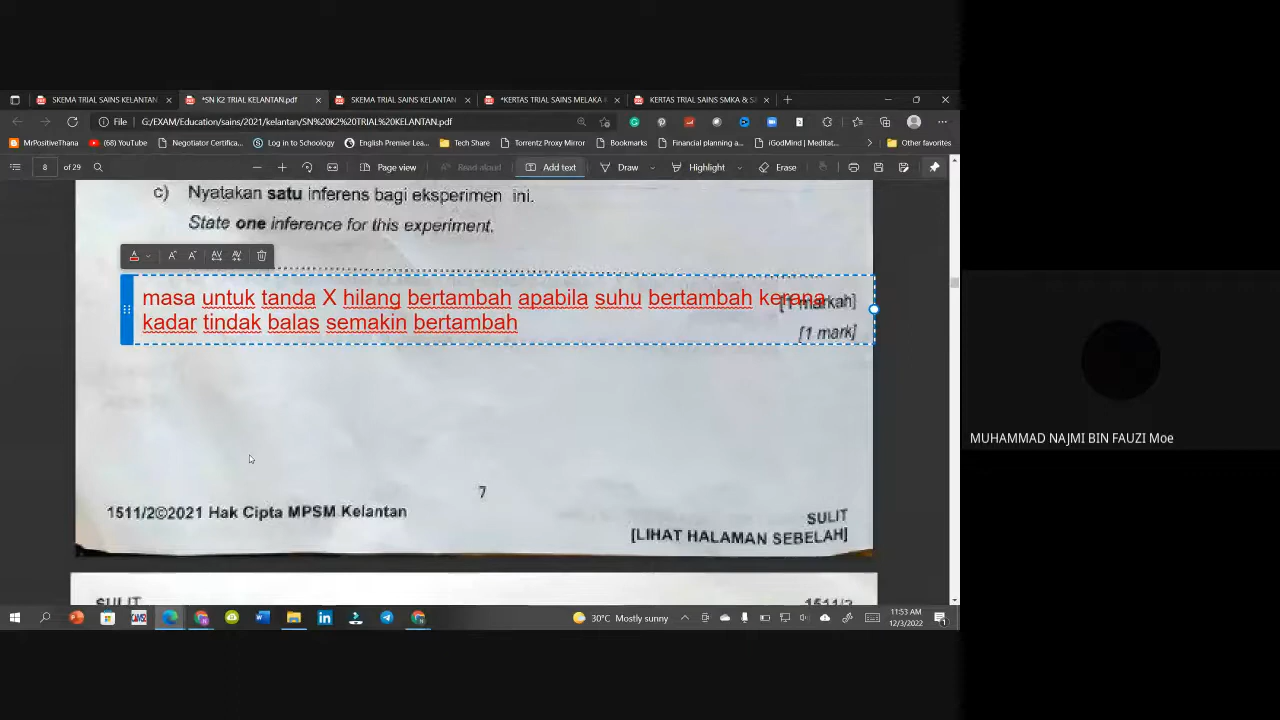 SKEMA TRIAL SAINS KELANTAN
*SN K2 TRIAL KELANTAN.pdf
SKEMA TRIAL SAINS KELANTAN
*KERTAS TRIAL SAINS MELAKA
KERTAS TRIAL SAINS SMKA & S
File
G:/EXAM/Education/sains/2021/kelantan/SN%20K2%20TRIAL%20KELANTAN.pdf
MrPositiveThana
(68) YouTube
Negotiator Certifica...
Log in to Schoology
English Premier Lea...
Tech Share
Torrentz Proxy Mirror
Bookmarks
Financial planning a...
iGodMind | Meditat...
Other favorites
8
of 29
Page view
Read aloud
Add text
Draw
Highlight
Erase
c) Nyatakan satu inferens bagi eksperimen ini.
State one inference for this experiment.
masa untuk tanda X hilang bertambah apabila suhu bertambah kerana
[1 markah]
kadar tindak balas semakin bertambah
[1 mark]
7
1511/2©2021 Hak Cipta MPSM Kelantan
SULIT
[LIHAT HALAMAN SEBELAH]
SULIT
1511/2
30°C Mostly sunny
11:53 AM
12/3/2022
MUHAMMAD NAJMI BIN FAUZI Moe